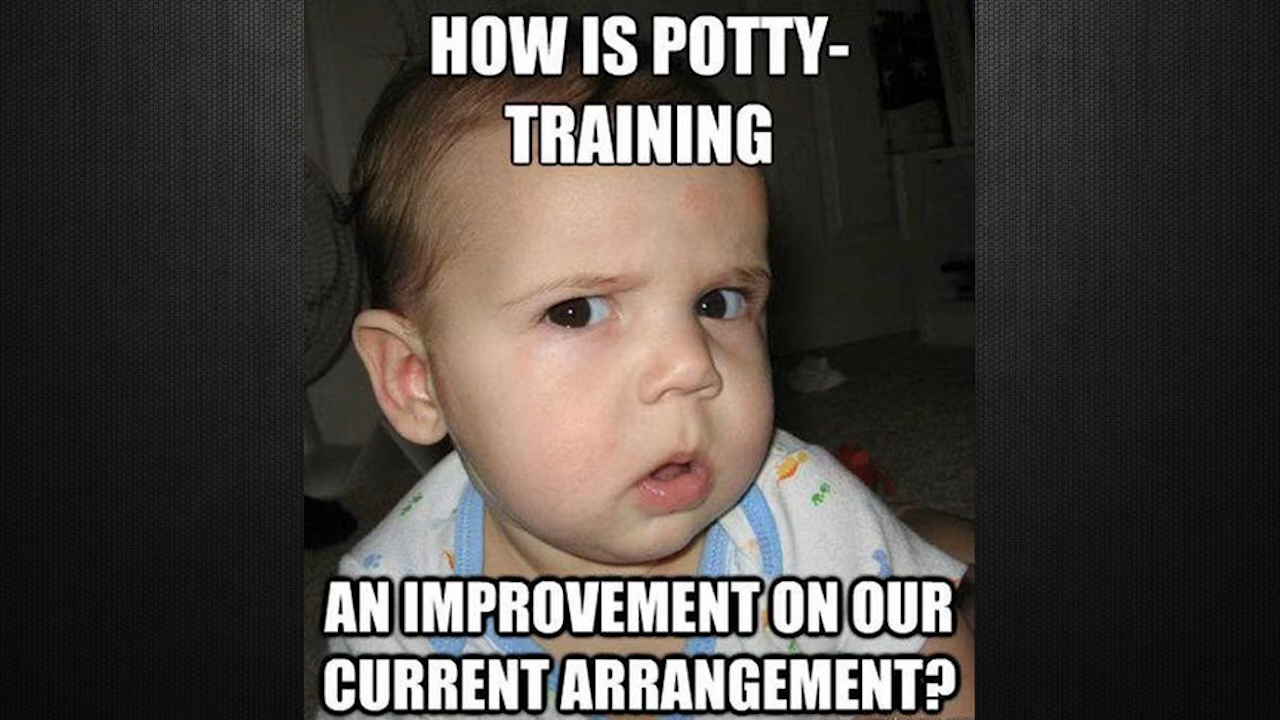 HOW IS POTTY-
TRAINING
AN IMPROVEMENT ON OUR
CURRENT ARRANGEMENT?